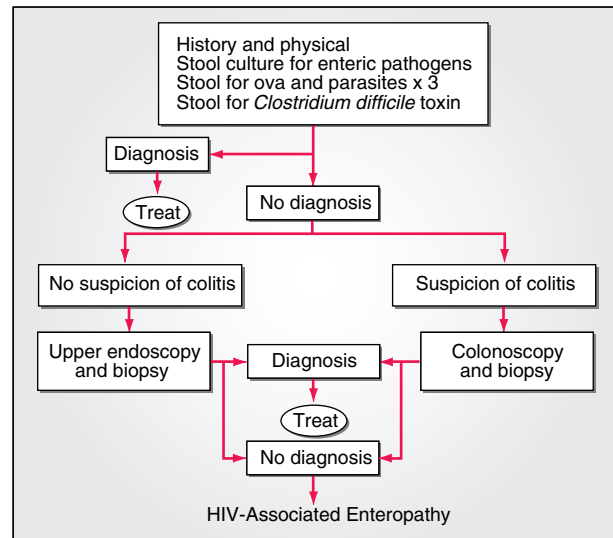 History and physical
Stool culture for enteric pathogens
Stool for ova and parasites x 3
Stool for Clostridium difficile toxin
Diagnosis
Treat
No diagnosis
No suspicion of colitis
Suspicion of colitis
Upper endoscopy
and biopsy
Diagnosis
Colonoscopy
and biopsy
Treat
No diagnosis
HIV-Associated Enteropathy